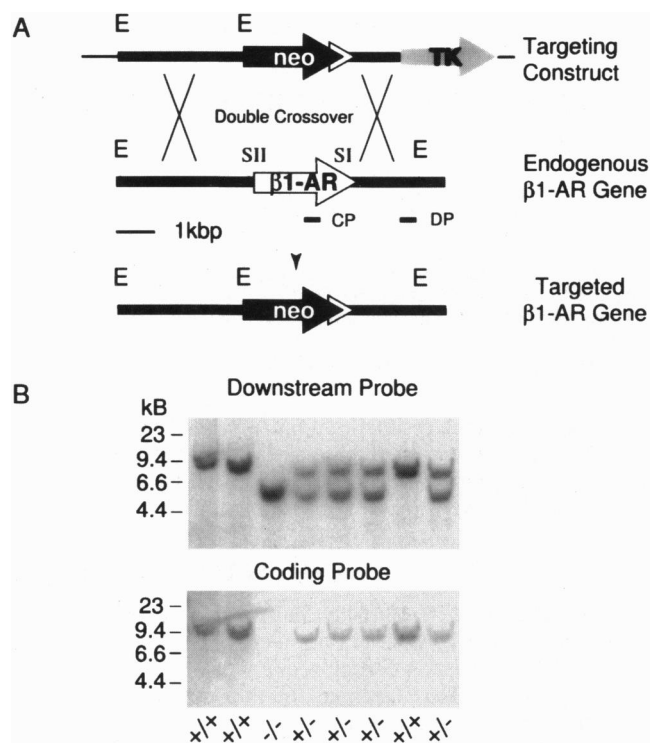 A
E E
neo TK
Targeting
Construct
Double Crossover
E SII SI E
β1-AR
Endogenous
β1-AR Gene
CP DP
1kbp
E E E
neo
Targeted
β1-AR Gene
B
Downstream Probe
kB
23
9.4
6.6
4.4
Coding Probe
23
9.4
6.6
4.4
+/+ +/+ -/- +/- +/- +/- +/+ +/-